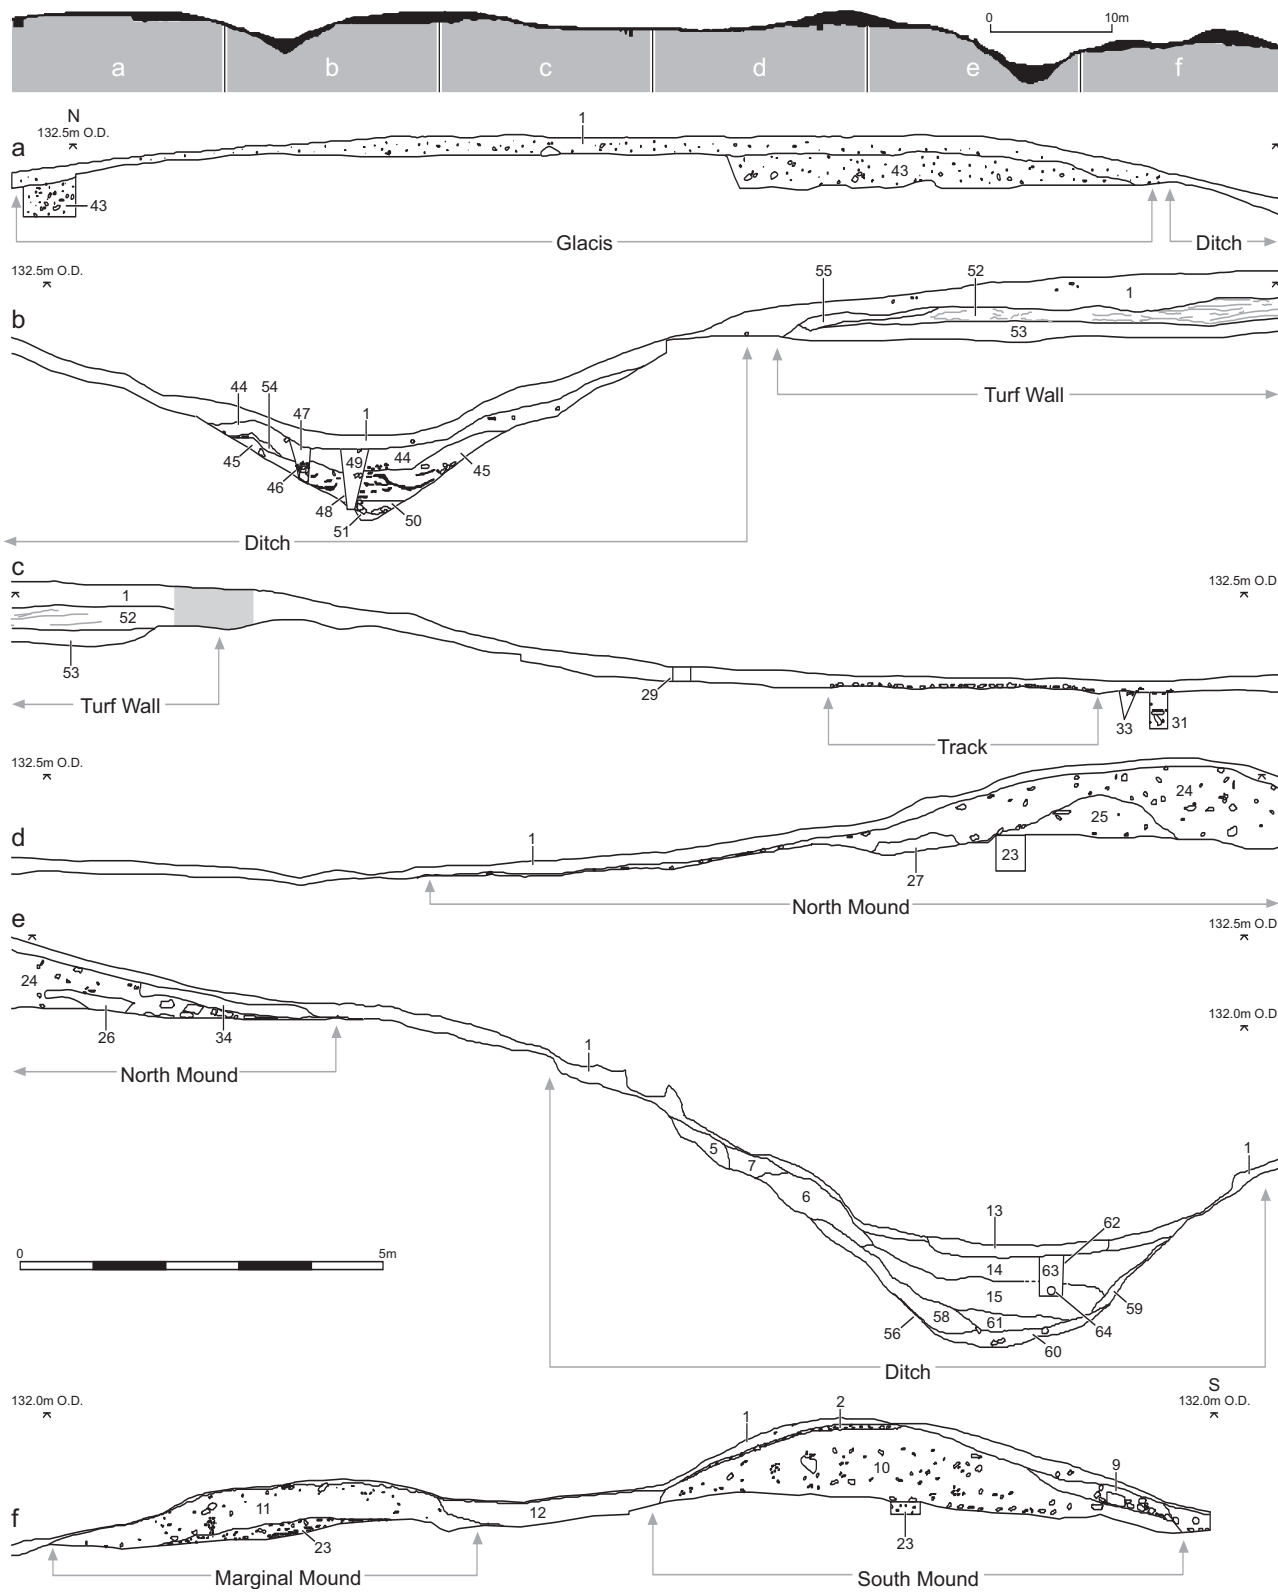 0 10m
a b c d e f
N
132.5m O.D.
a
1
43
43
Glacis
Ditch
132.5m O.D.
b
55
52
1
53
Turf Wall
44
54
47
1
49
44
45
45
46
48
51
50
Ditch
c
132.5m O.D.
1
52
53
Turf Wall
29
33
31
Track
132.5m O.D.
d
1
24
25
23
27
North Mound
e
132.5m O.D
24
26
34
North Mound
132.0m O.D
1
5
7
6
13
62
1
14
63
15
59
58
61
56
64
60
Ditch
0 5m
132.0m O.D.
S
132.0m O.D.
f
1
2
10
9
11
12
23
23
Marginal Mound
South Mound